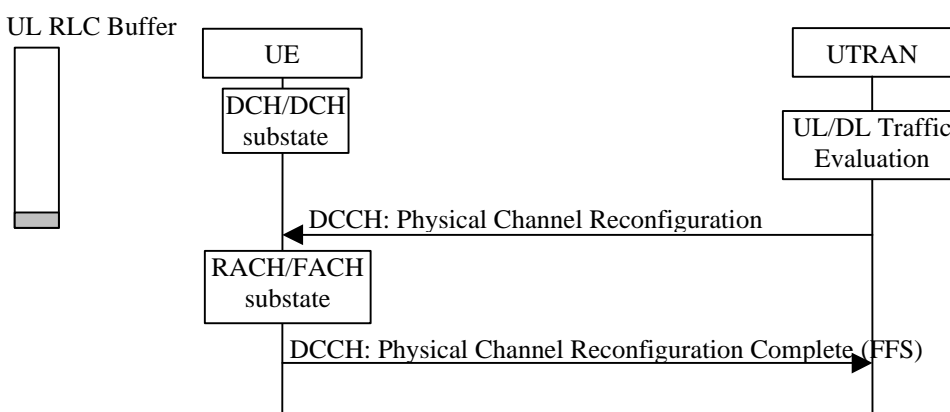 UL RLC Buffer
UE
UTRAN
DCH/DCH
substate
UL/DL Traffic
Evaluation
DCCH: Physical Channel Reconfiguration
RACH/FACH
substate
DCCH: Physical Channel Reconfiguration Complete (FFS)